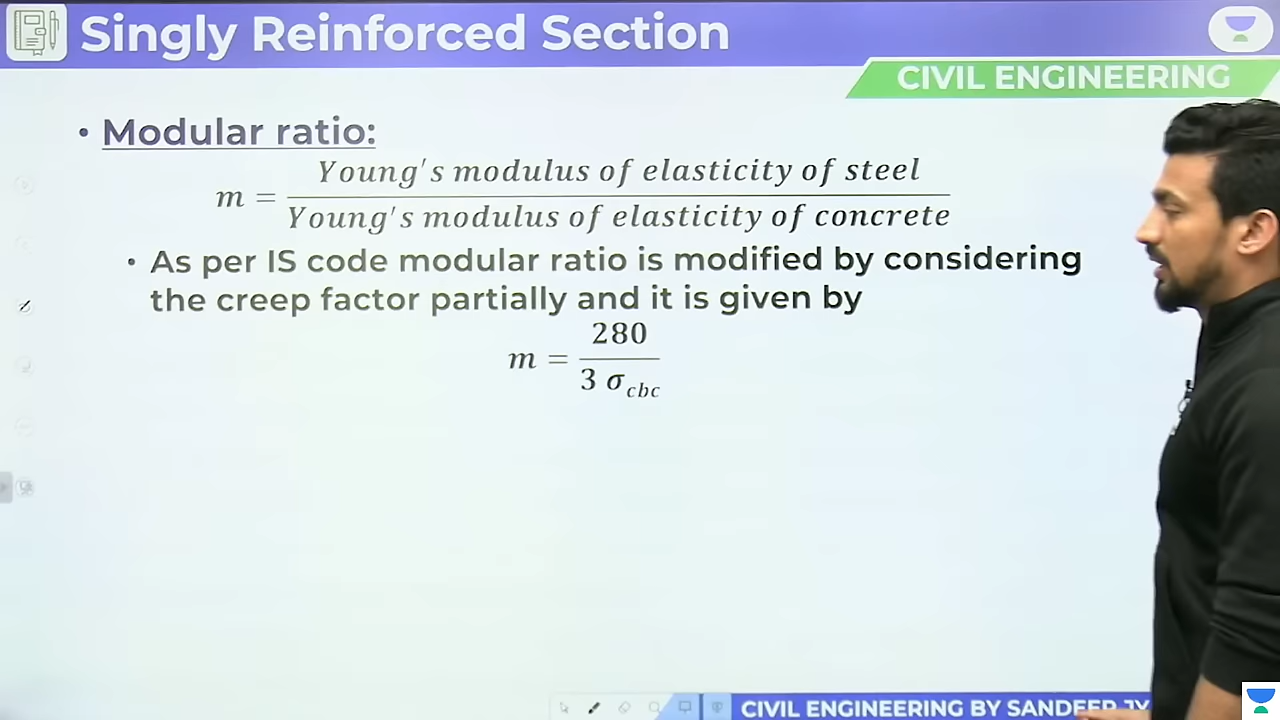 Singly Reinforced Section
CIVIL ENGINEERING
• Modular ratio:
m = Young's modulus of elasticity of steel / Young's modulus of elasticity of concrete
• As per IS code modular ratio is modified by considering
the creep factor partially and it is given by
m = 280 / 3 σcbc
CIVIL ENGINEERING BY SANDEEP JY